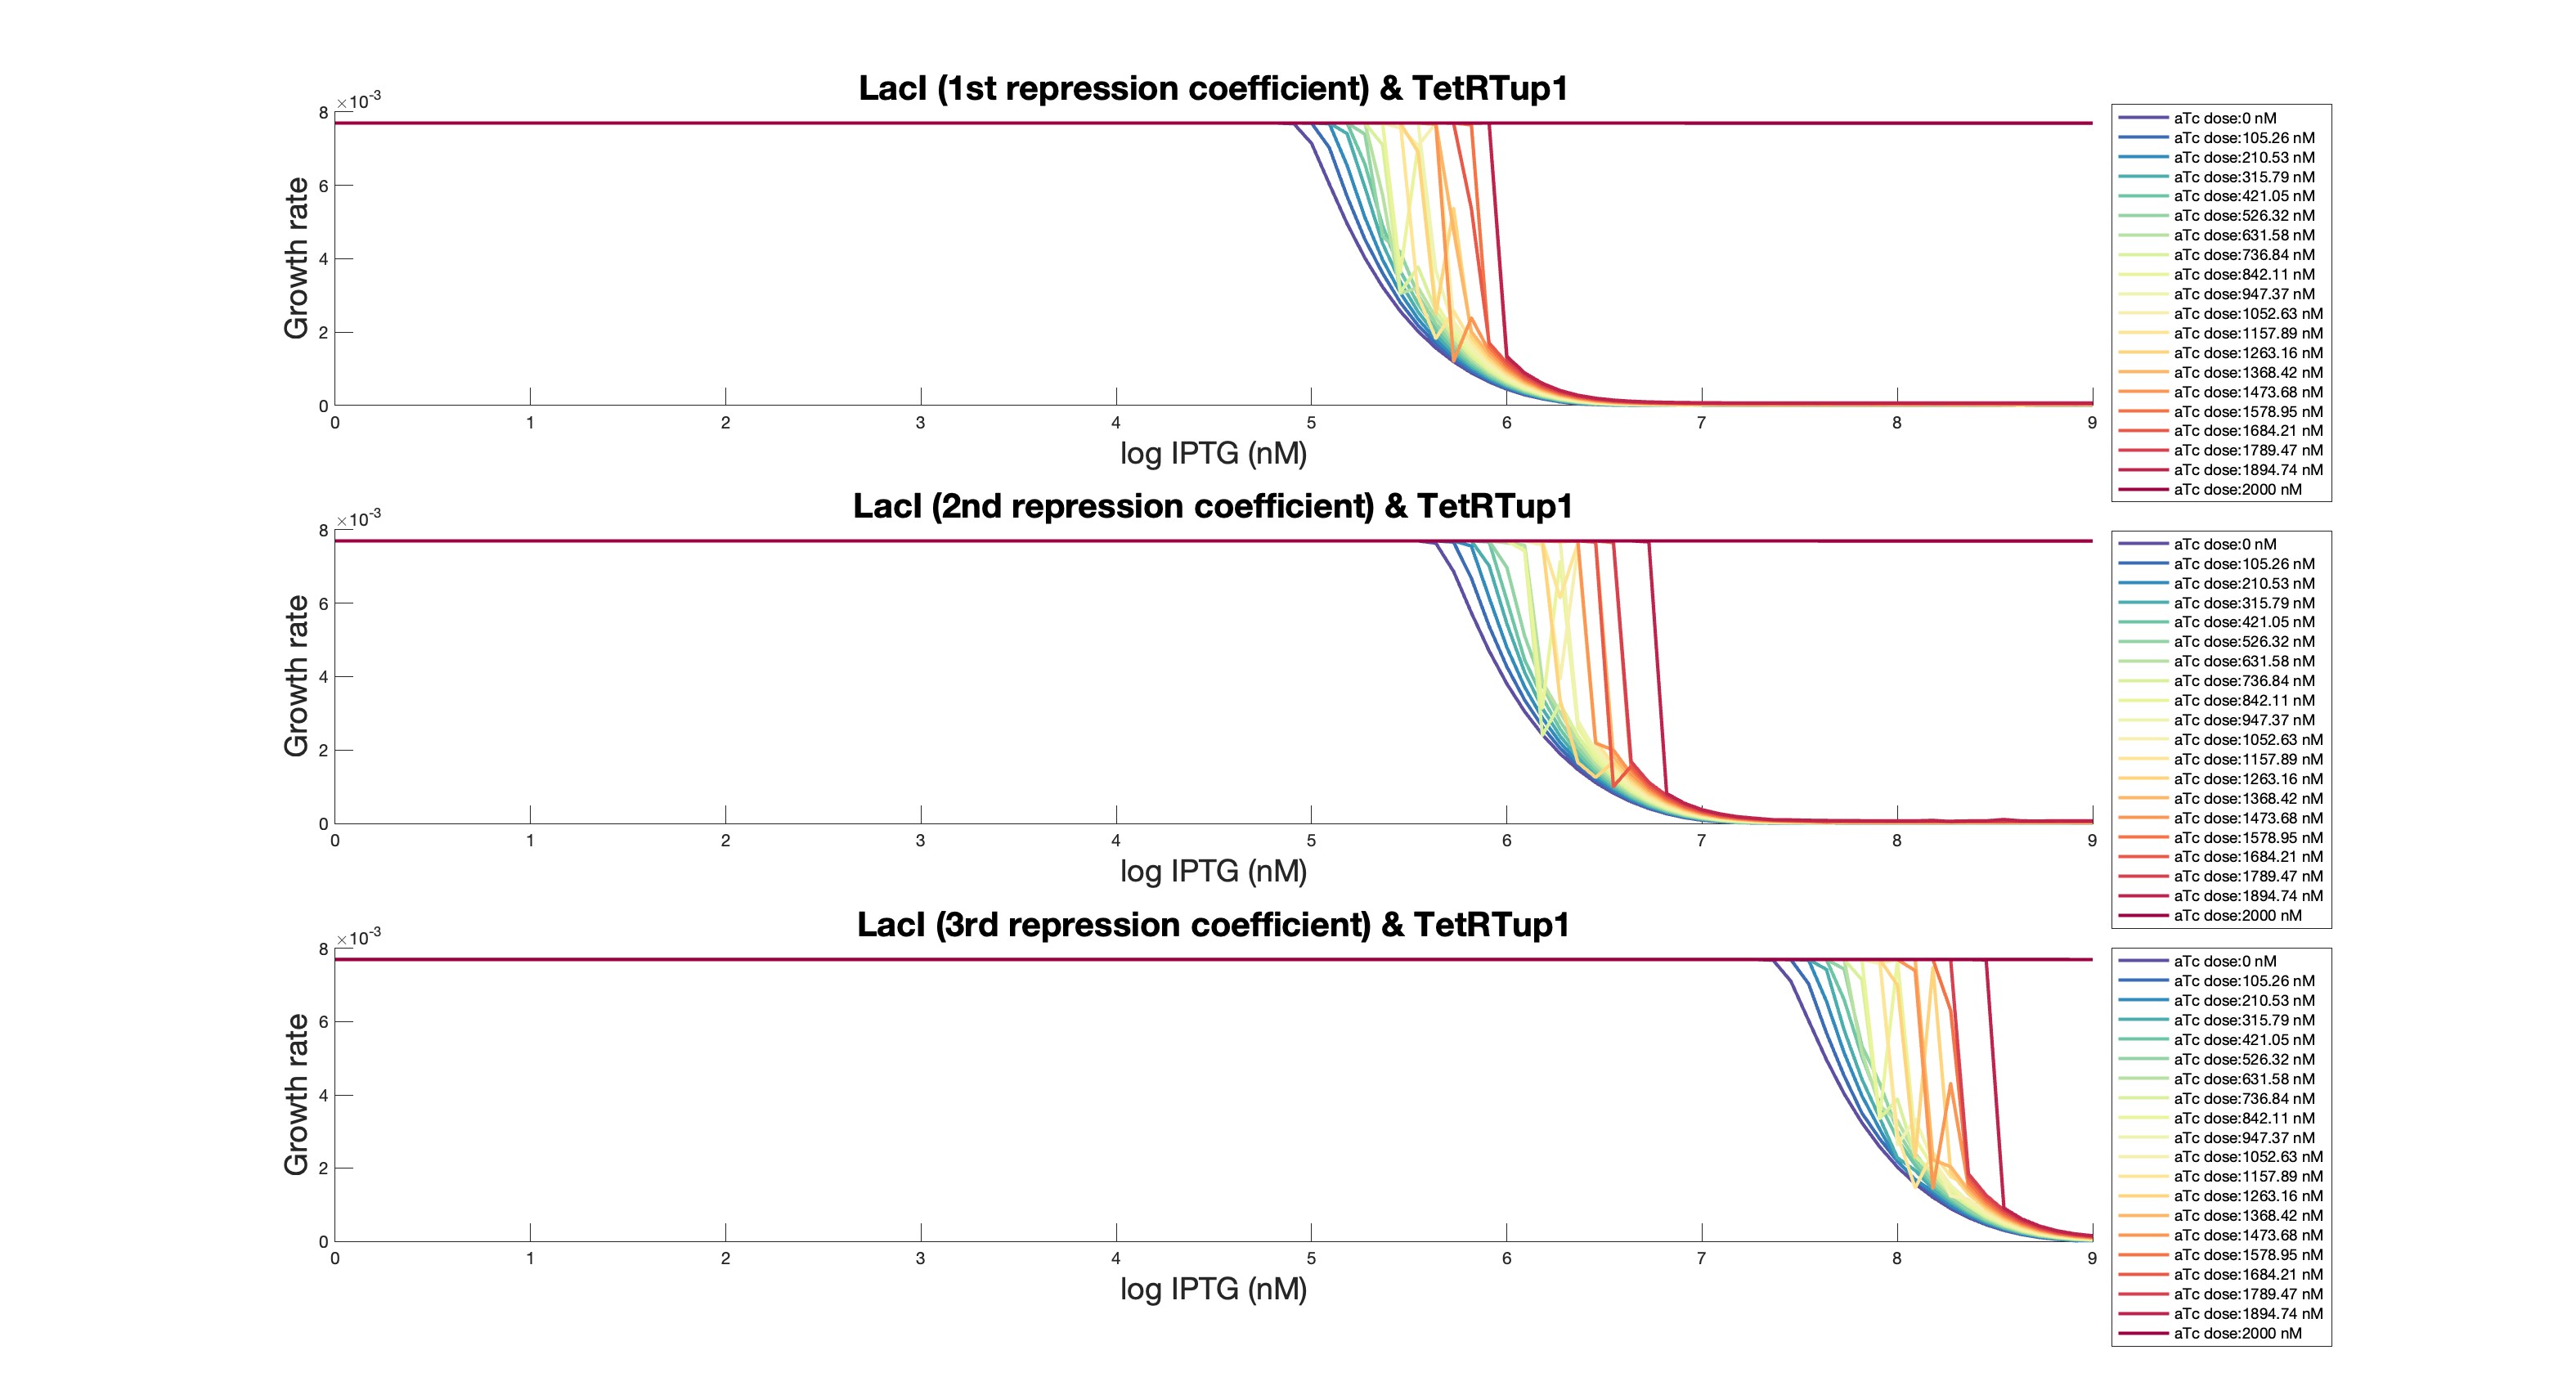 LacI (1st repression coefficient) & TetRTup1
×10-3
8
6
4
2
0
Growth rate
0 1 2 3 4 5 6 7 8 9
log IPTG (nM)
aTc dose:0 nM
aTc dose:105.26 nM
aTc dose:210.53 nM
aTc dose:315.79 nM
aTc dose:421.05 nM
aTc dose:526.32 nM
aTc dose:631.58 nM
aTc dose:736.84 nM
aTc dose:842.11 nM
aTc dose:947.37 nM
aTc dose:1052.63 nM
aTc dose:1157.89 nM
aTc dose:1263.16 nM
aTc dose:1368.42 nM
aTc dose:1473.68 nM
aTc dose:1578.95 nM
aTc dose:1684.21 nM
aTc dose:1789.47 nM
aTc dose:1894.74 nM
aTc dose:2000 nM
LacI (2nd repression coefficient) & TetRTup1
×10-3
8
6
4
2
0
Growth rate
0 1 2 3 4 5 6 7 8 9
log IPTG (nM)
aTc dose:0 nM
aTc dose:105.26 nM
aTc dose:210.53 nM
aTc dose:315.79 nM
aTc dose:421.05 nM
aTc dose:526.32 nM
aTc dose:631.58 nM
aTc dose:736.84 nM
aTc dose:842.11 nM
aTc dose:947.37 nM
aTc dose:1052.63 nM
aTc dose:1157.89 nM
aTc dose:1263.16 nM
aTc dose:1368.42 nM
aTc dose:1473.68 nM
aTc dose:1578.95 nM
aTc dose:1684.21 nM
aTc dose:1789.47 nM
aTc dose:1894.74 nM
aTc dose:2000 nM
LacI (3rd repression coefficient) & TetRTup1
×10-3
8
6
4
2
0
Growth rate
0 1 2 3 4 5 6 7 8 9
log IPTG (nM)
aTc dose:0 nM
aTc dose:105.26 nM
aTc dose:210.53 nM
aTc dose:315.79 nM
aTc dose:421.05 nM
aTc dose:526.32 nM
aTc dose:631.58 nM
aTc dose:736.84 nM
aTc dose:842.11 nM
aTc dose:947.37 nM
aTc dose:1052.63 nM
aTc dose:1157.89 nM
aTc dose:1263.16 nM
aTc dose:1368.42 nM
aTc dose:1473.68 nM
aTc dose:1578.95 nM
aTc dose:1684.21 nM
aTc dose:1789.47 nM
aTc dose:1894.74 nM
aTc dose:2000 nM